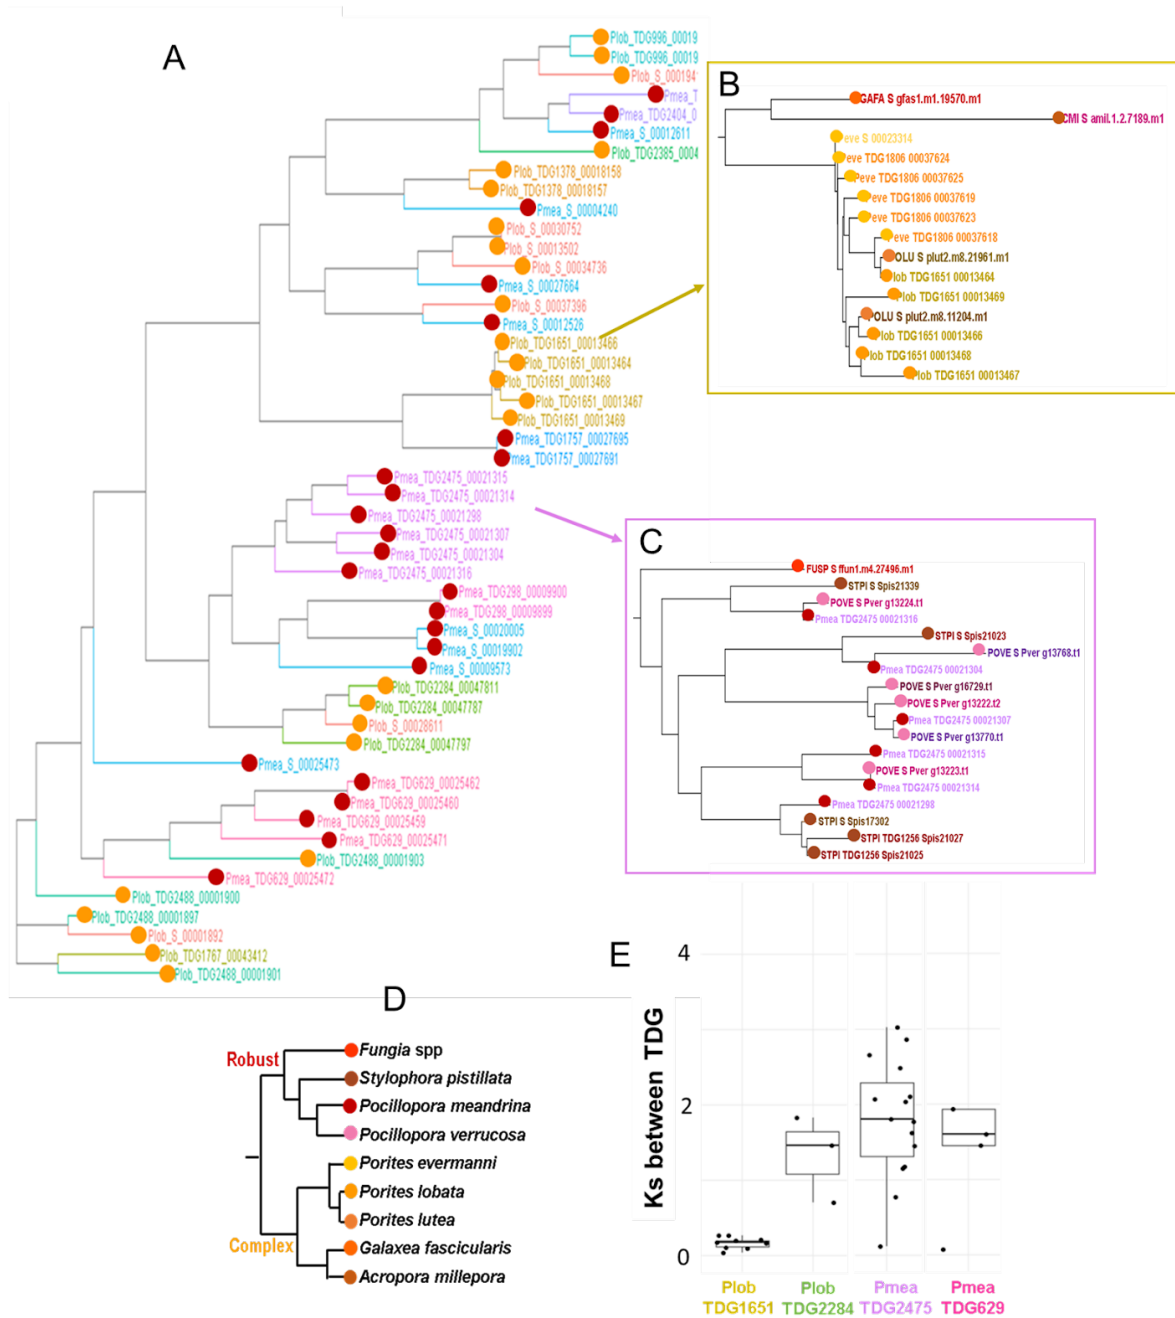 A
Plob_TDG996_00019
Plob_TDG996_00019
Plob_S_000194
Pmea_T
Pmea_TDG2404_0
Pmea_S_00012611
Plob_TDG2385_0004
Plob_TDG1378_00018158
Plob_TDG1378_00018157
Pmea_S_00004240
Plob_S_00030752
Plob_S_00013502
Plob_S_00034736
Pmea_S_00027664
Plob_S_00037396
Pmea_S_00012526
Plob_TDG1651_00013466
Plob_TDG1651_00013464
Plob_TDG1651_00013468
Plob_TDG1651_00013467
Plob_TDG1651_00013469
Pmea_TDG1757_00027695
Pmea_TDG1757_00027691
Pmea_TDG2475_00021315
Pmea_TDG2475_00021314
Pmea_TDG2475_00021298
Pmea_TDG2475_00021307
Pmea_TDG2475_00021304
Pmea_TDG2475_00021316
Pmea_TDG298_00009900
Pmea_TDG298_00009899
Pmea_S_00020005
Pmea_S_00019902
Pmea_S_00009573
Plob_TDG2284_00047811
Plob_TDG2284_00047787
Plob_S_00028611
Plob_TDG2284_00047797
Pmea_S_00025473
Pmea_TDG629_00025462
Pmea_TDG629_00025460
Pmea_TDG629_00025459
Pmea_TDG629_00025471
Plob_TDG2488_00001903
Pmea_TDG629_00025472
Plob_TDG2488_00001900
Plob_TDG2488_00001897
Plob_S_00001892
Plob_TDG1767_00043412
Plob_TDG2488_00001901
B
GAFA S gfas1.m1.19570.m1
CMI S amil.1.2.7189.m1
eve S 00023314
eve TDG1806 00037624
eve TDG1806 00037625
eve TDG1806 00037619
eve TDG1806 00037623
eve TDG1806 00037618
OLU S plut2.m8.21961.m1
lob TDG1651 00013464
lob TDG1651 00013469
POLU S plut2.m8.11204.m1
lob TDG1651 00013466
lob TDG1651 00013468
lob TDG1651 00013467
C
FUSP S ffun1.m4.27496.m1
STPI S Spis21339
POVE S Pver g13224.t1
Pmea TDG2475 00021316
STPI S Spis21023
POVE S Pver g13768.t1
Pmea TDG2475 00021304
POVE S Pver g16729.t1
POVE S Pver g13222.t2
Pmea TDG2475 00021307
POVE S Pver g13770.t1
Pmea TDG2475 00021315
POVE S Pver g13223.t1
Pmea TDG2475 00021314
Pmea TDG2475 00021298
STPI S Spis17302
STPI TDG1256 Spis21027
STPI TDG1256 Spis21025
D
Robust
Fungia spp
Stylophora pistillata
Pocillopora meandrina
Pocillopora verrucosa
Porites evermanni
Porites lobata
Porites lutea
Complex
Galaxea fascicularis
Acropora millepora
E
Ks between TDG
4
2
0
Plob TDG1651
Plob TDG2284
Pmea TDG2475
Pmea TDG629